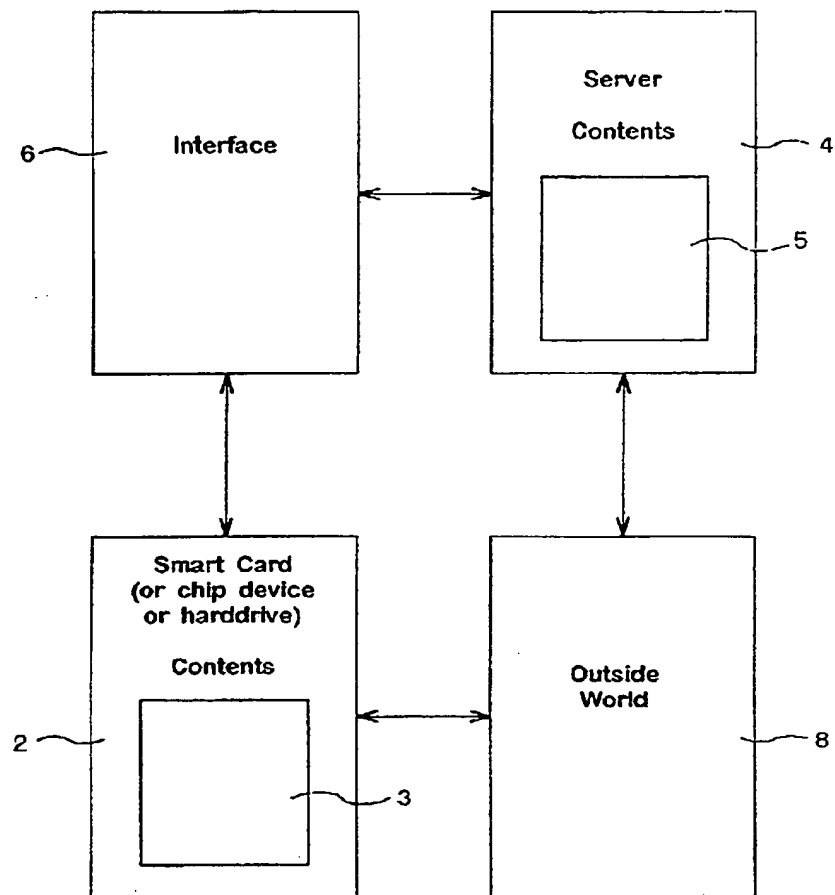 Interface
6
Server
Contents
4
5
Smart Card
(or chip device
or harddrive)
Contents
2
3
Outside
World
8